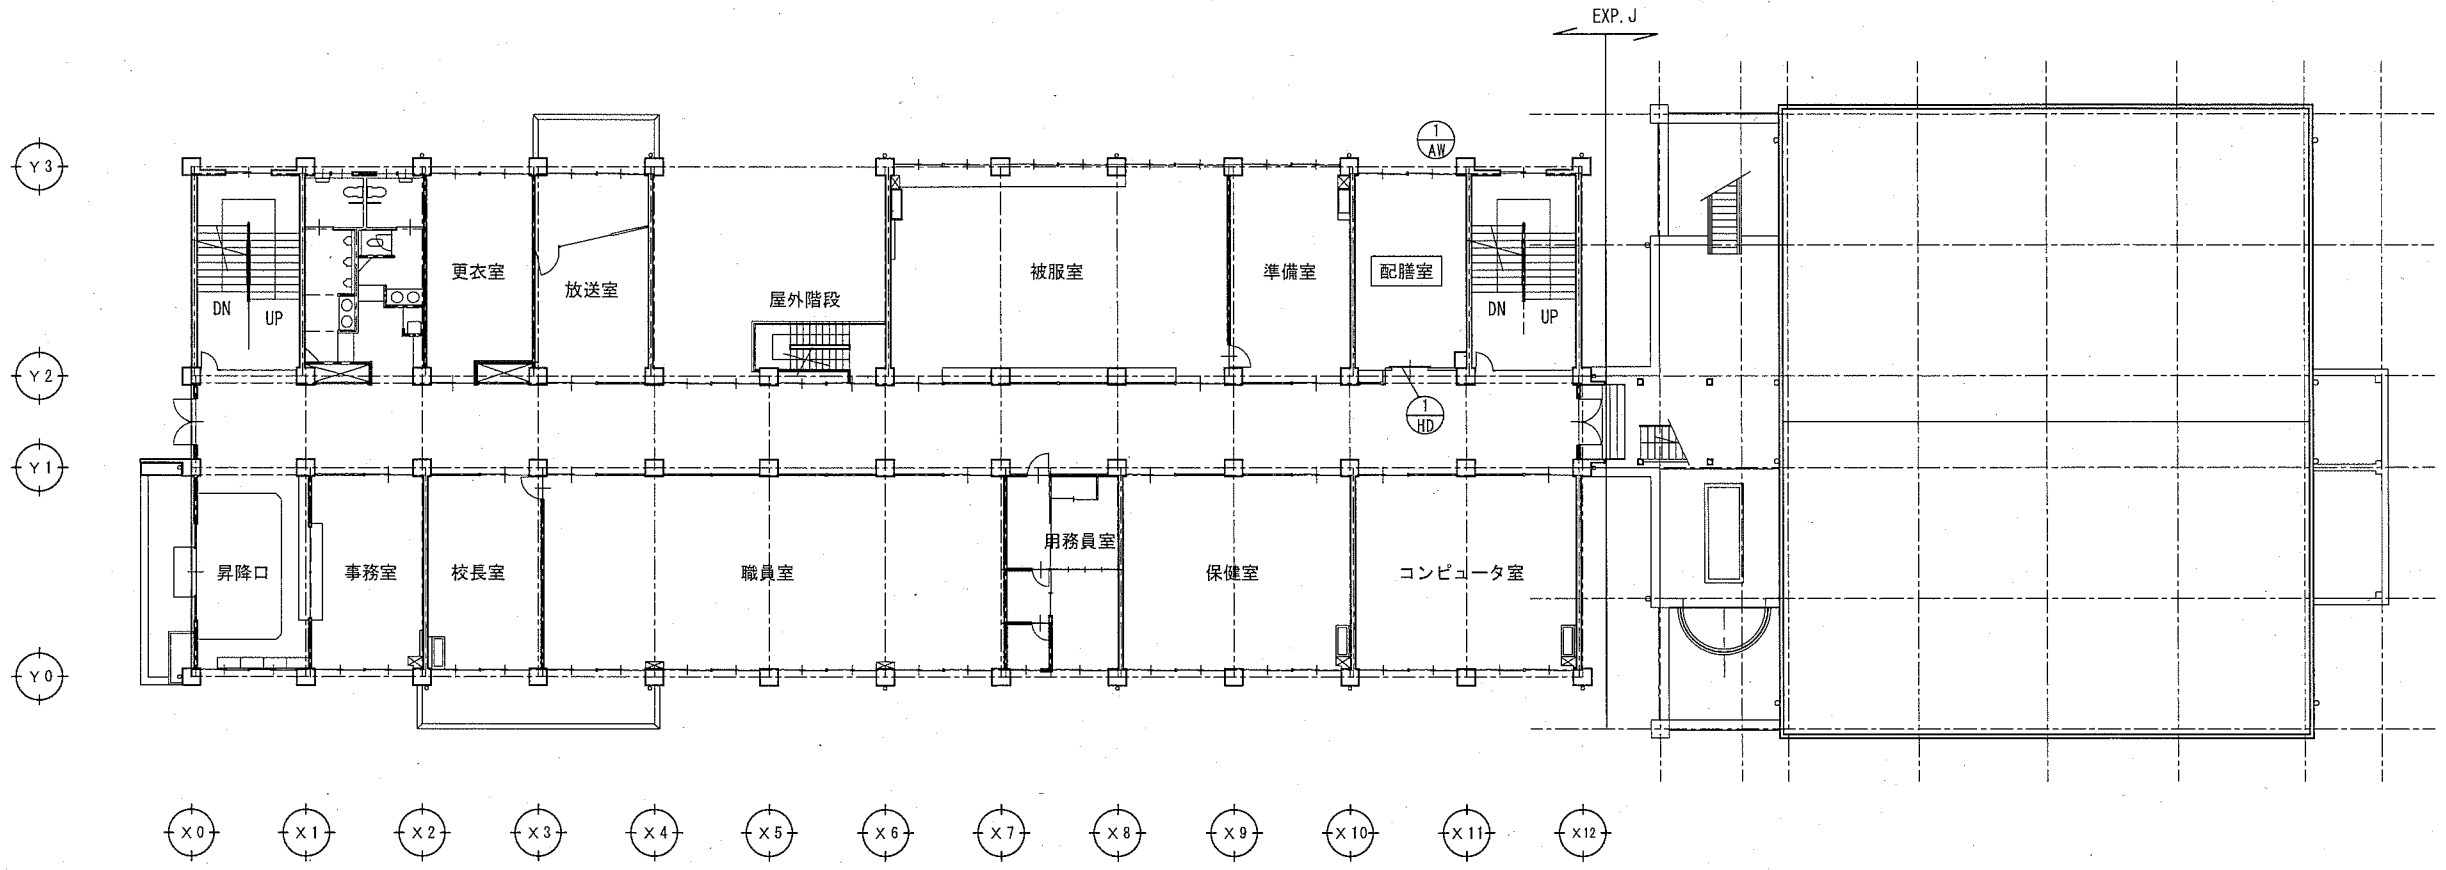 EXP.J
1
AW
Y3
更衣室
放送室
屋外階段
被服室
準備室
配膳室
DN
UP
DN
UP
Y2
1
HD
Y1
昇降口
事務室
校長室
職員室
用務員室
保健室
コンピュータ室
Y0
X0
X1
X2
X3
X4
X5
X6
X7
X8
X9
X10
X11
X12